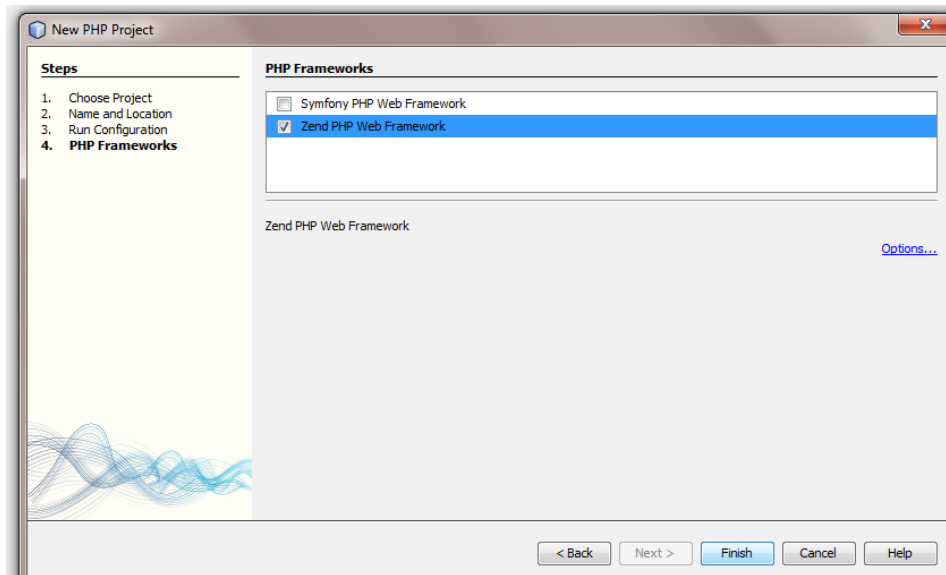 New PHP Project
Steps
1. Choose Project
2. Name and Location
3. Run Configuration
4. PHP Frameworks
PHP Frameworks
Symfony PHP Web Framework
Zend PHP Web Framework
Zend PHP Web Framework
Options...
< Back Next > Finish Cancel Help